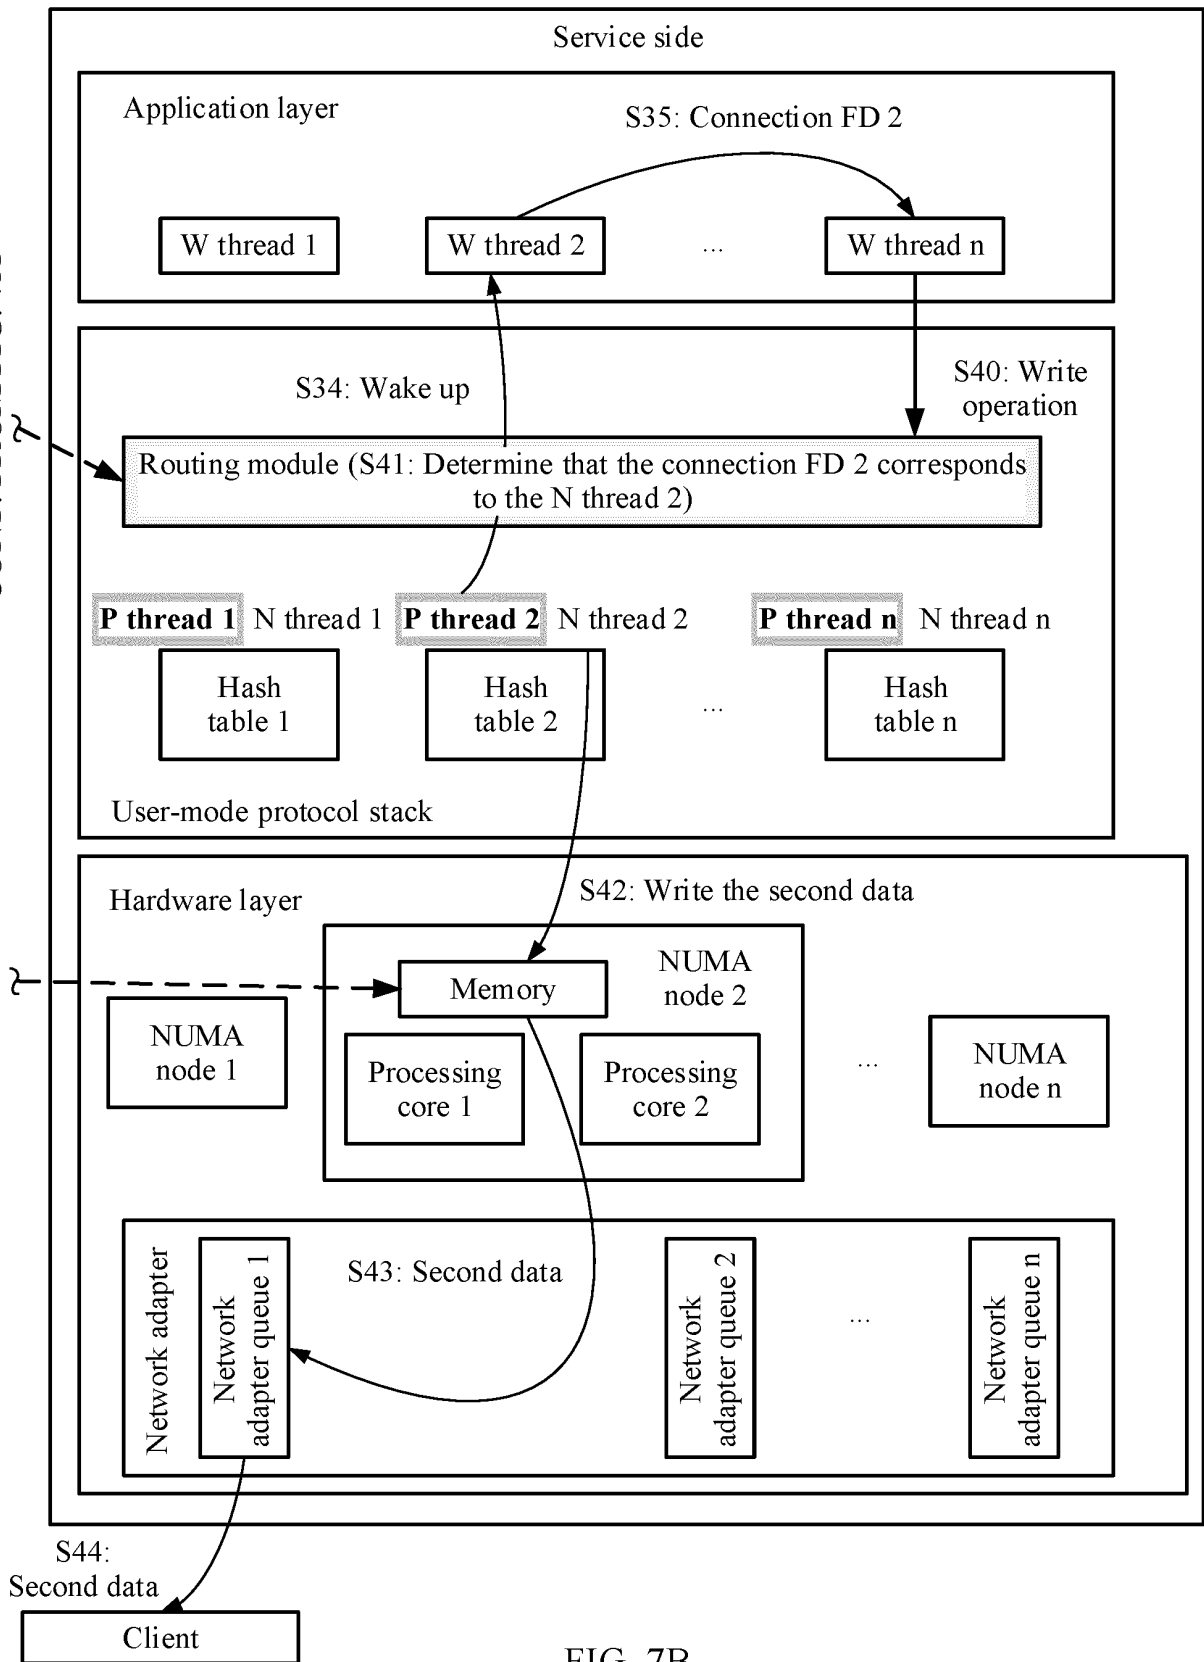 Service side
Application layer
S35: Connection FD 2
W thread 1
W thread 2
...
W thread n
S34: Wake up
S40: Write
operation
Routing module (S41: Determine that the connection FD 2 corresponds
to the N thread 2)
P thread 1 N thread 1
P thread 2 N thread 2
P thread n N thread n
Hash
table 1
Hash
table 2
...
Hash
table n
User-mode protocol stack
Hardware layer
S42: Write the second data
Memory
NUMA
node 2
NUMA
node 1
Processing
core 1
Processing
core 2
...
NUMA
node n
Network adapter
Network
adapter queue 1
S43: Second data
Network
adapter queue 2
...
Network
adapter queue n
S44:
Second data
Client
FIG. 7B